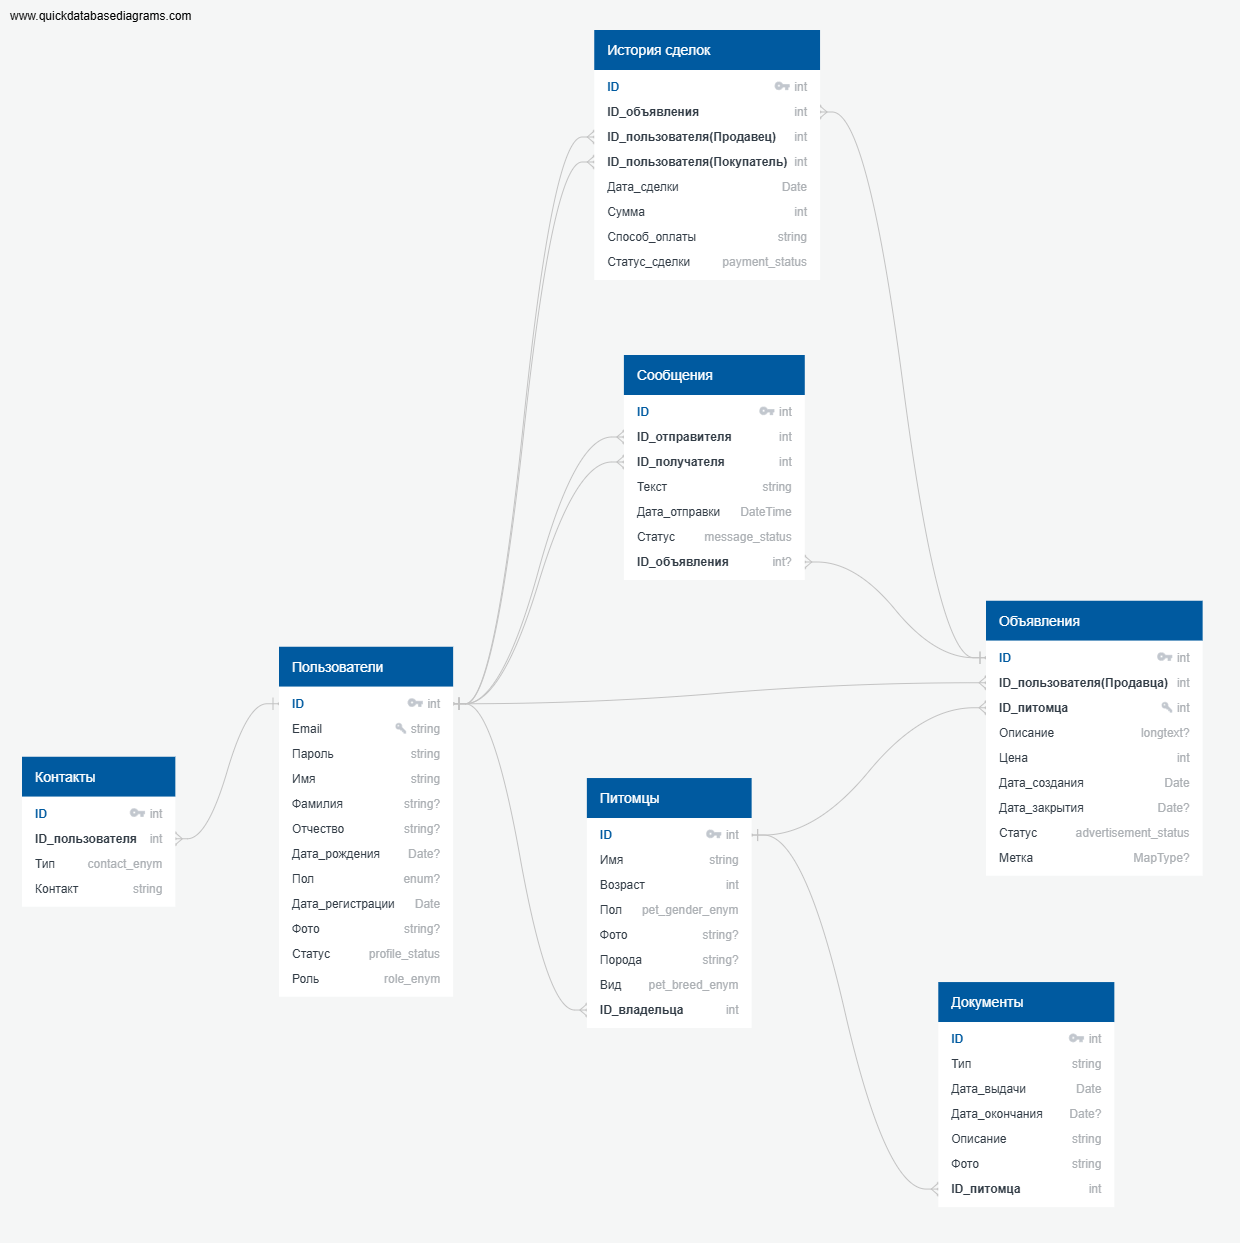 www.quickdatabasediagrams.com
История сделок
ID int
ID_объявления int
ID_пользователя(Продавец) int
ID_пользователя(Покупатель) int
Дата_сделки Date
Сумма int
Способ_оплаты string
Статус_сделки payment_status
Сообщения
ID int
ID_отправителя int
ID_получателя int
Текст string
Дата_отправки DateTime
Статус message_status
ID_объявления int?
Объявления
ID int
ID_пользователя(Продавца) int
ID_питомца int
Описание longtext?
Цена int
Дата_создания Date
Дата_закрытия Date?
Статус advertisement_status
Метка MapType?
Пользователи
ID int
Email string
Пароль string
Имя string
Фамилия string?
Отчество string?
Дата_рождения Date?
Пол enum?
Дата_регистрации Date
Фото string?
Статус profile_status
Роль role_enym
Контакты
ID int
ID_пользователя int
Тип contact_enym
Контакт string
Питомцы
ID int
Имя string
Возраст int
Пол pet_gender_enym
Фото string?
Порода string?
Вид pet_breed_enym
ID_владельца int
Документы
ID int
Тип string
Дата_выдачи Date
Дата_окончания Date?
Описание string
Фото string
ID_питомца int